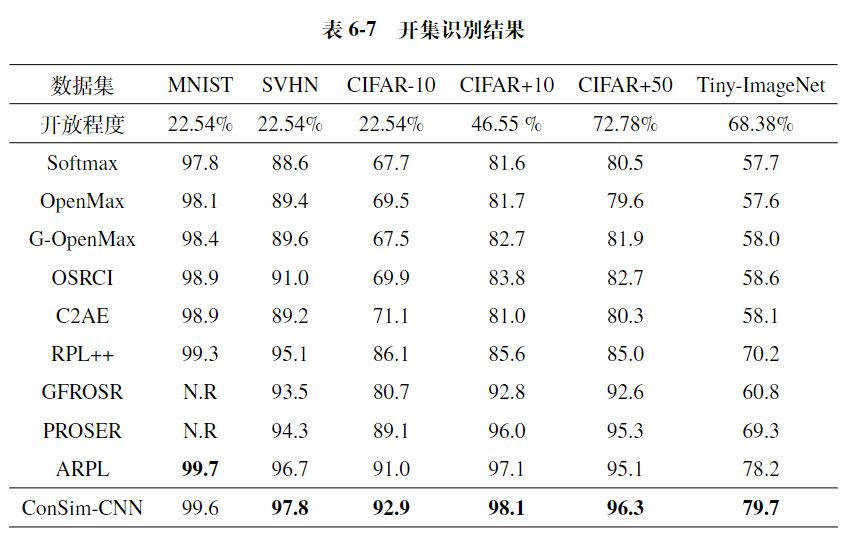 表 6-7 开集识别结果
数据集 MNIST SVHN CIFAR-10 CIFAR+10 CIFAR+50 Tiny-ImageNet
开放程度 22.54% 22.54% 22.54% 46.55 % 72.78% 68.38%
Softmax 97.8 88.6 67.7 81.6 80.5 57.7
OpenMax 98.1 89.4 69.5 81.7 79.6 57.6
G-OpenMax 98.4 89.6 67.5 82.7 81.9 58.0
OSRCI 98.9 91.0 69.9 83.8 82.7 58.6
C2AE 98.9 89.2 71.1 81.0 80.3 58.1
RPL++ 99.3 95.1 86.1 85.6 85.0 70.2
GFROSR N.R 93.5 80.7 92.8 92.6 60.8
PROSER N.R 94.3 89.1 96.0 95.3 69.3
ARPL 99.7 96.7 91.0 97.1 95.1 78.2
ConSim-CNN 99.6 97.8 92.9 98.1 96.3 79.7